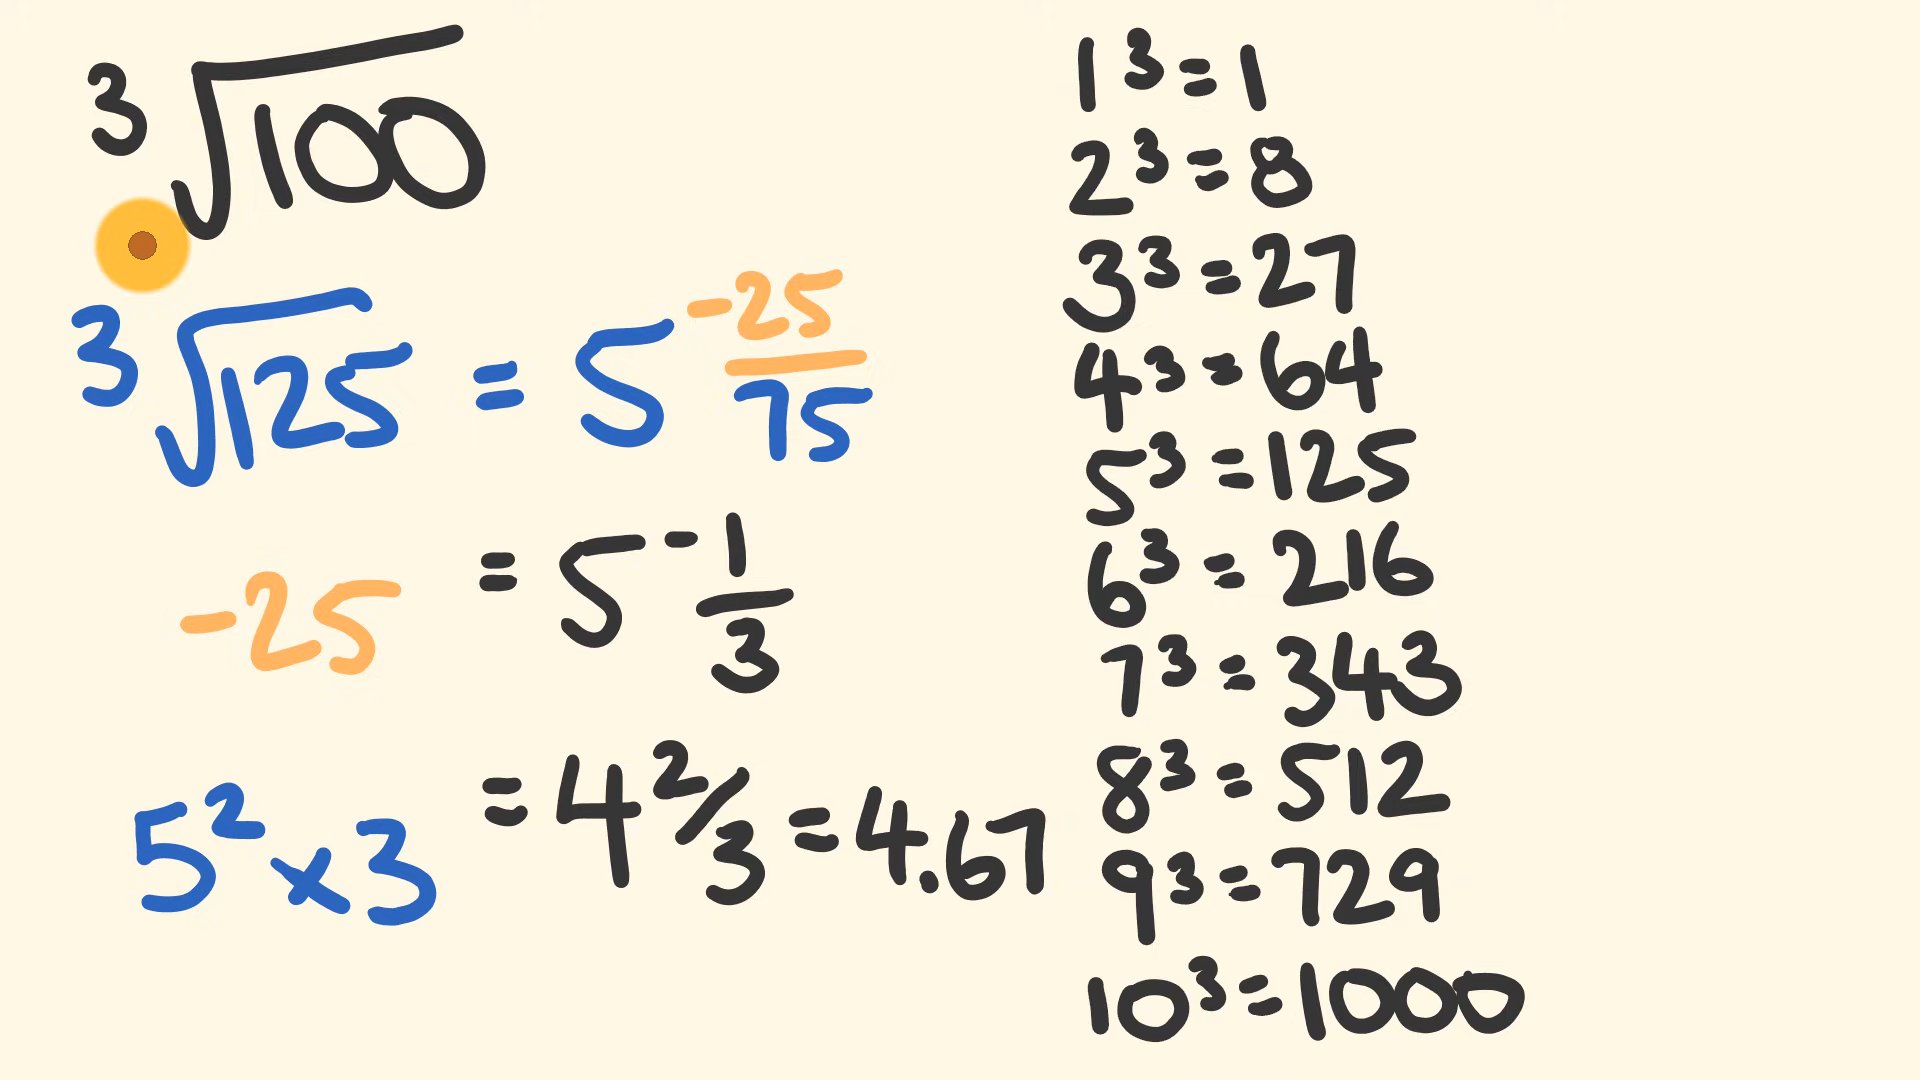 ³√100
³√125 = 5 -25/75
-25 = 5 - 1/3
5² × 3 = 4 2/3 = 4.67
1³ = 1
2³ = 8
3³ = 27
4³ = 64
5³ = 125
6³ = 216
7³ = 343
8³ = 512
9³ = 729
10³ = 1000